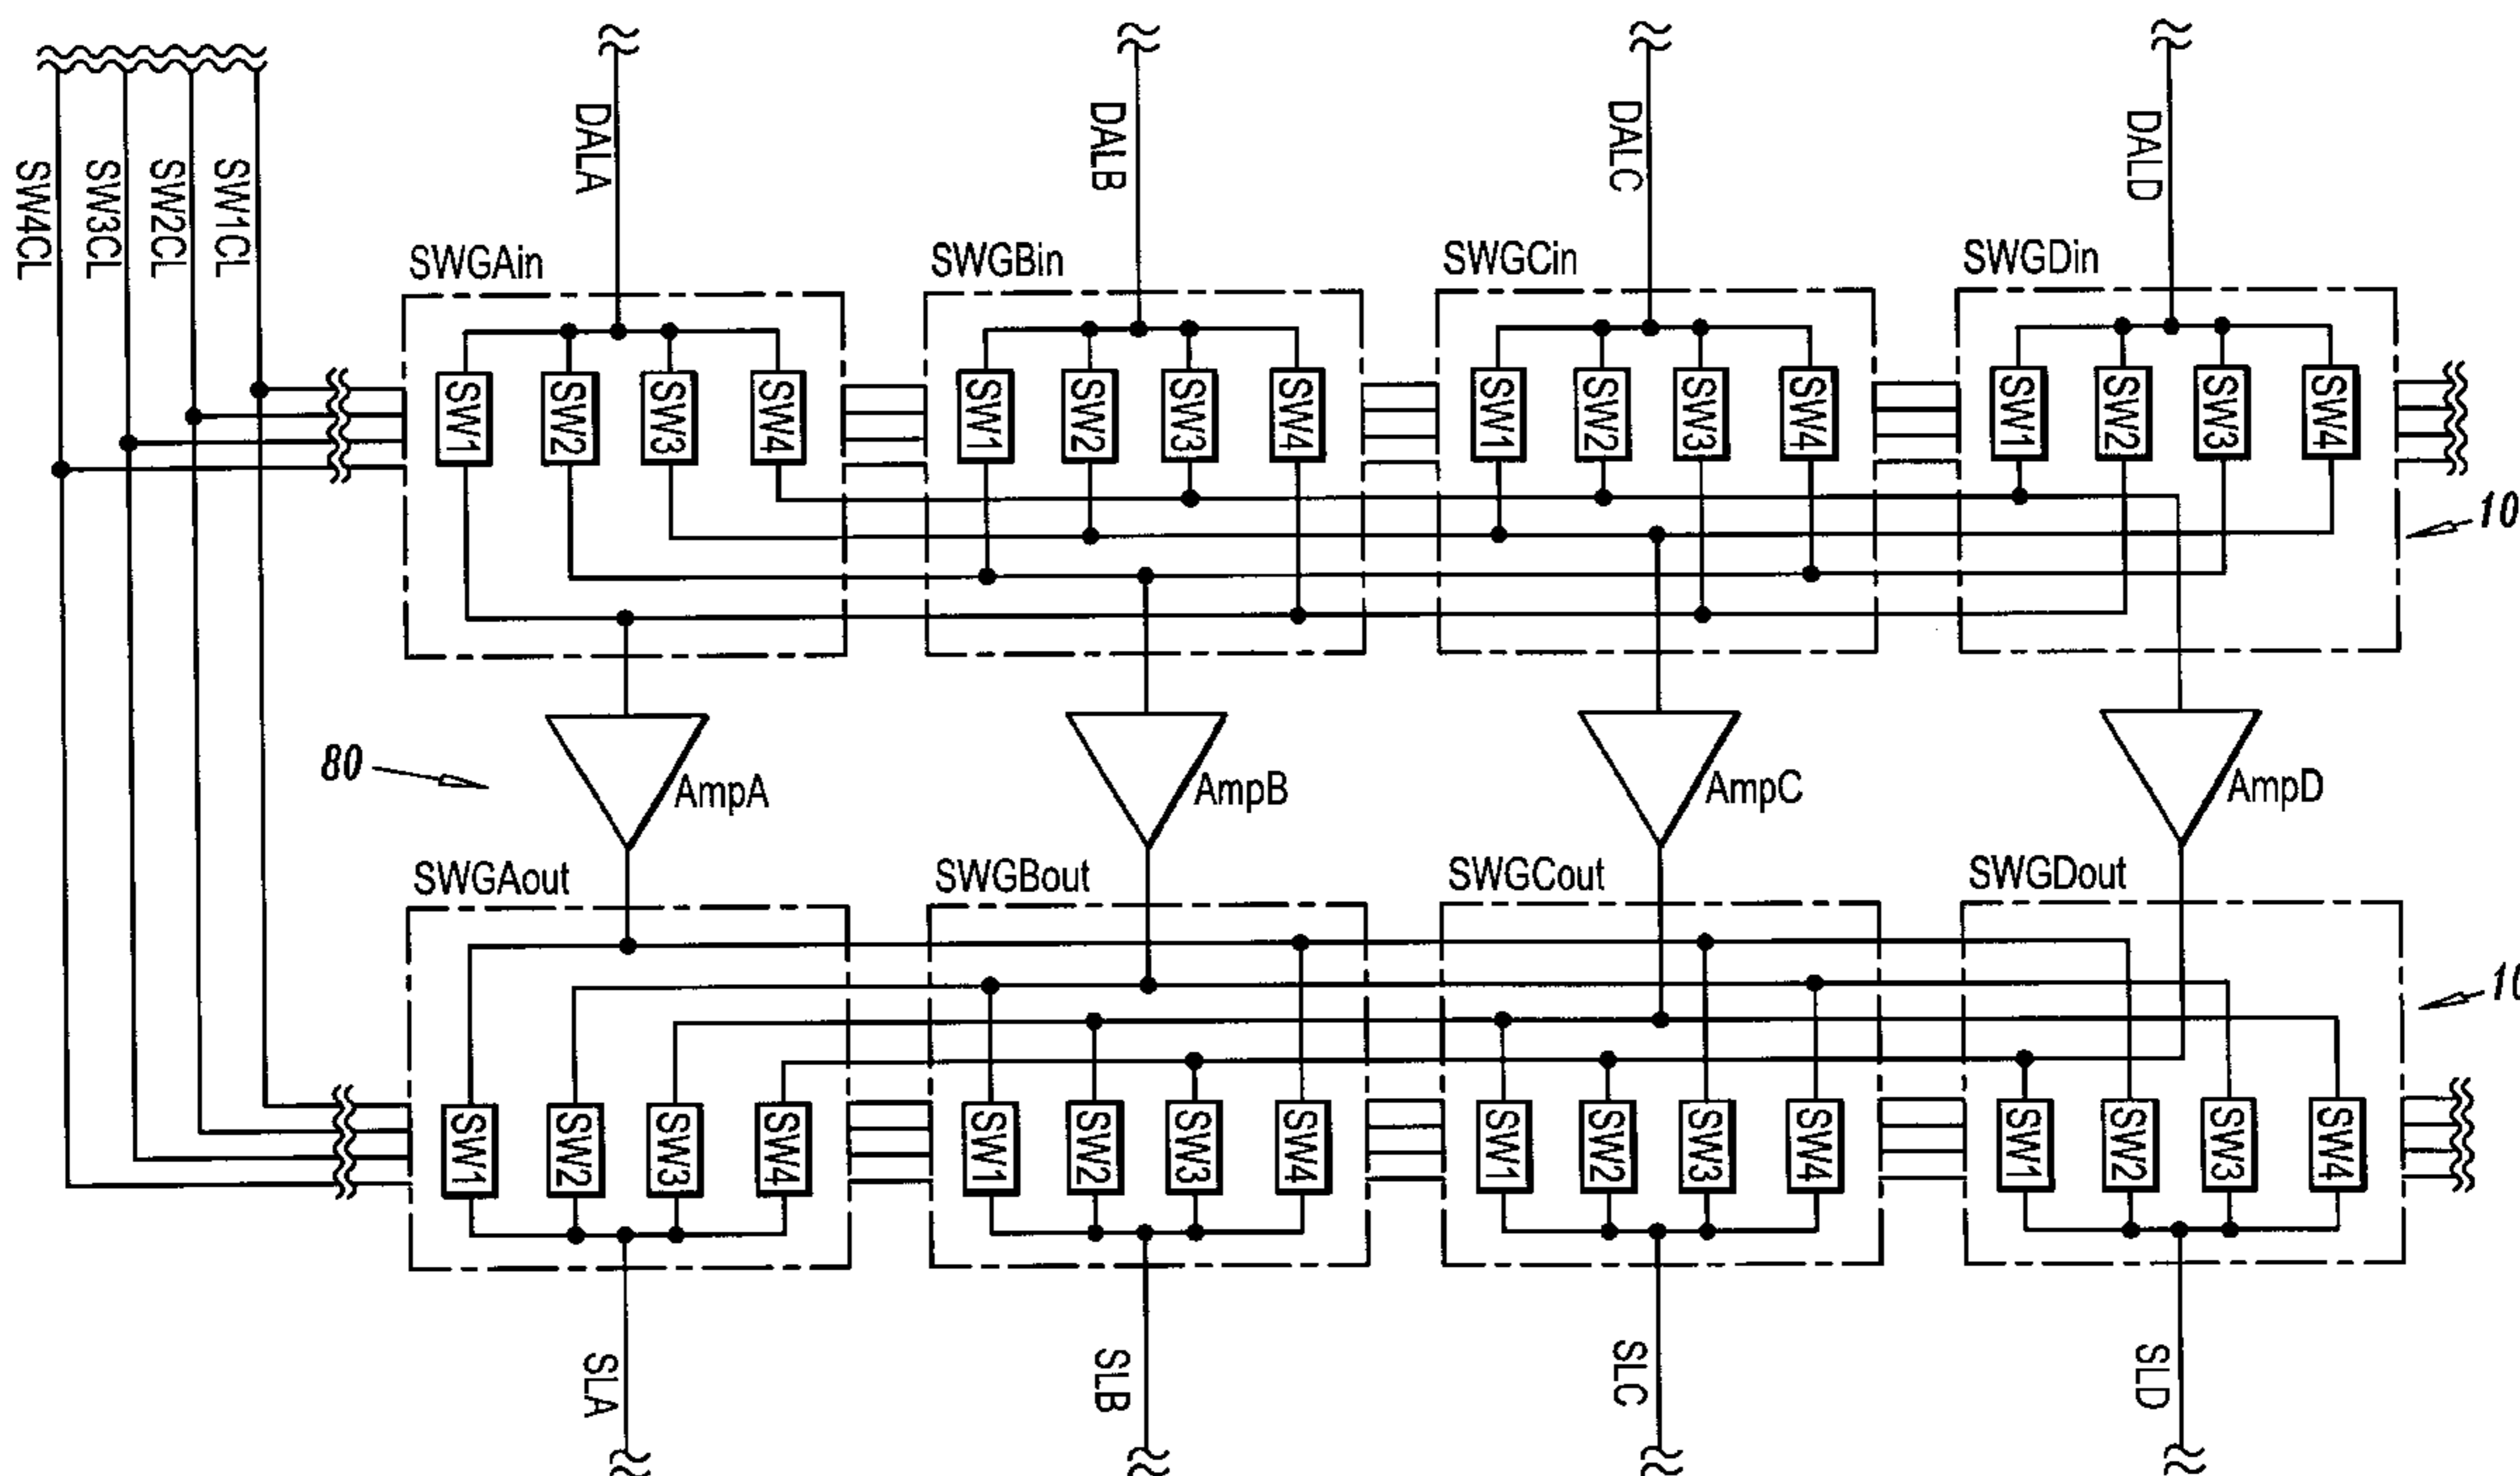 DALA
DALB
DALC
DALD
SW4CL
SW3CL
SW2CL
SW1CL
SWGAin
SWGBin
SWGCin
SWGDin
SW1 SW2 SW3 SW4
SW1 SW2 SW3 SW4
SW1 SW2 SW3 SW4
SW1 SW2 SW3 SW4
10
80
AmpA
AmpB
AmpC
AmpD
SWGAout
SWGBout
SWGCout
SWGDout
SW1 SW2 SW3 SW4
SW1 SW2 SW3 SW4
SW1 SW2 SW3 SW4
SW1 SW2 SW3 SW4
SLA
SLB
SLC
SLD